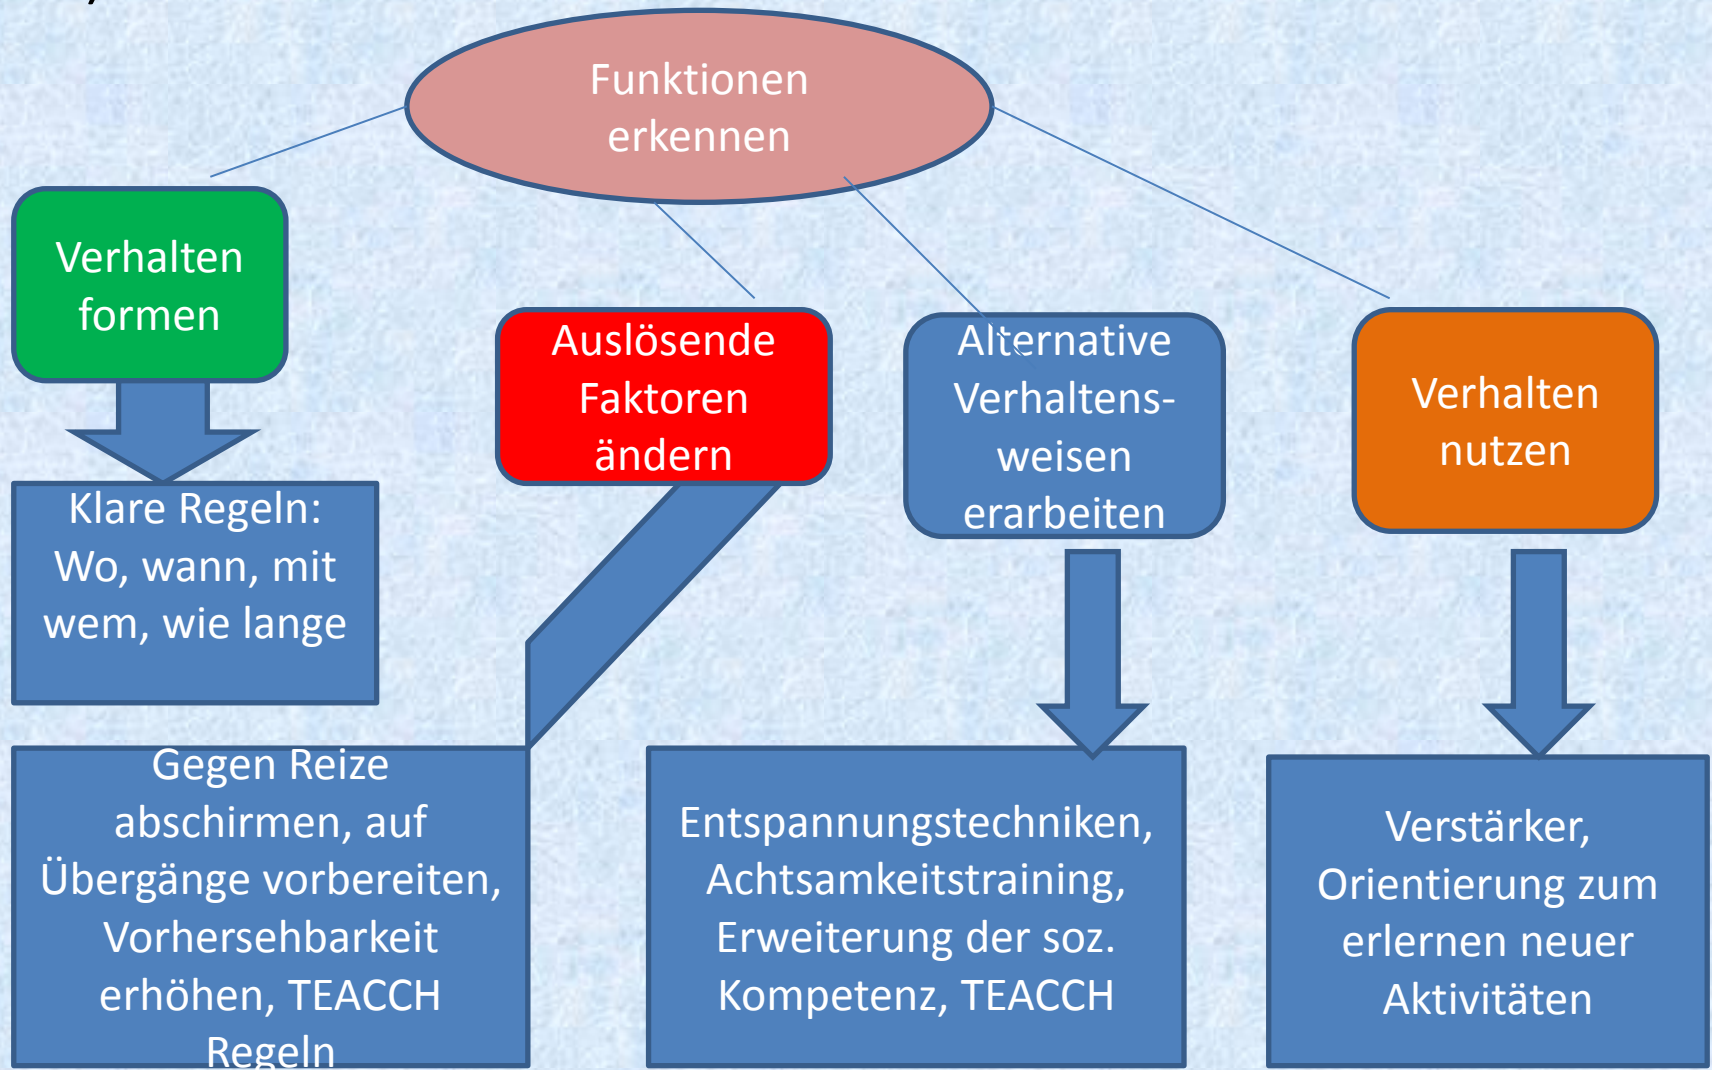 Funktionen
erkennen
Verhalten
formen
Auslösende
Faktoren
ändern
Alternative
Verhaltens-
weisen
erarbeiten
Verhalten
nutzen
Klare Regeln:
Wo, wann, mit
wem, wie lange
Gegen Reize
abschirmen, auf
Übergänge vorbereiten,
Vorhersehbarkeit
erhöhen, TEACCH
Regeln
Entspannungstechniken,
Achtsamkeitstraining,
Erweiterung der soz.
Kompetenz, TEACCH
Verstärker,
Orientierung zum
erlernen neuer
Aktivitäten